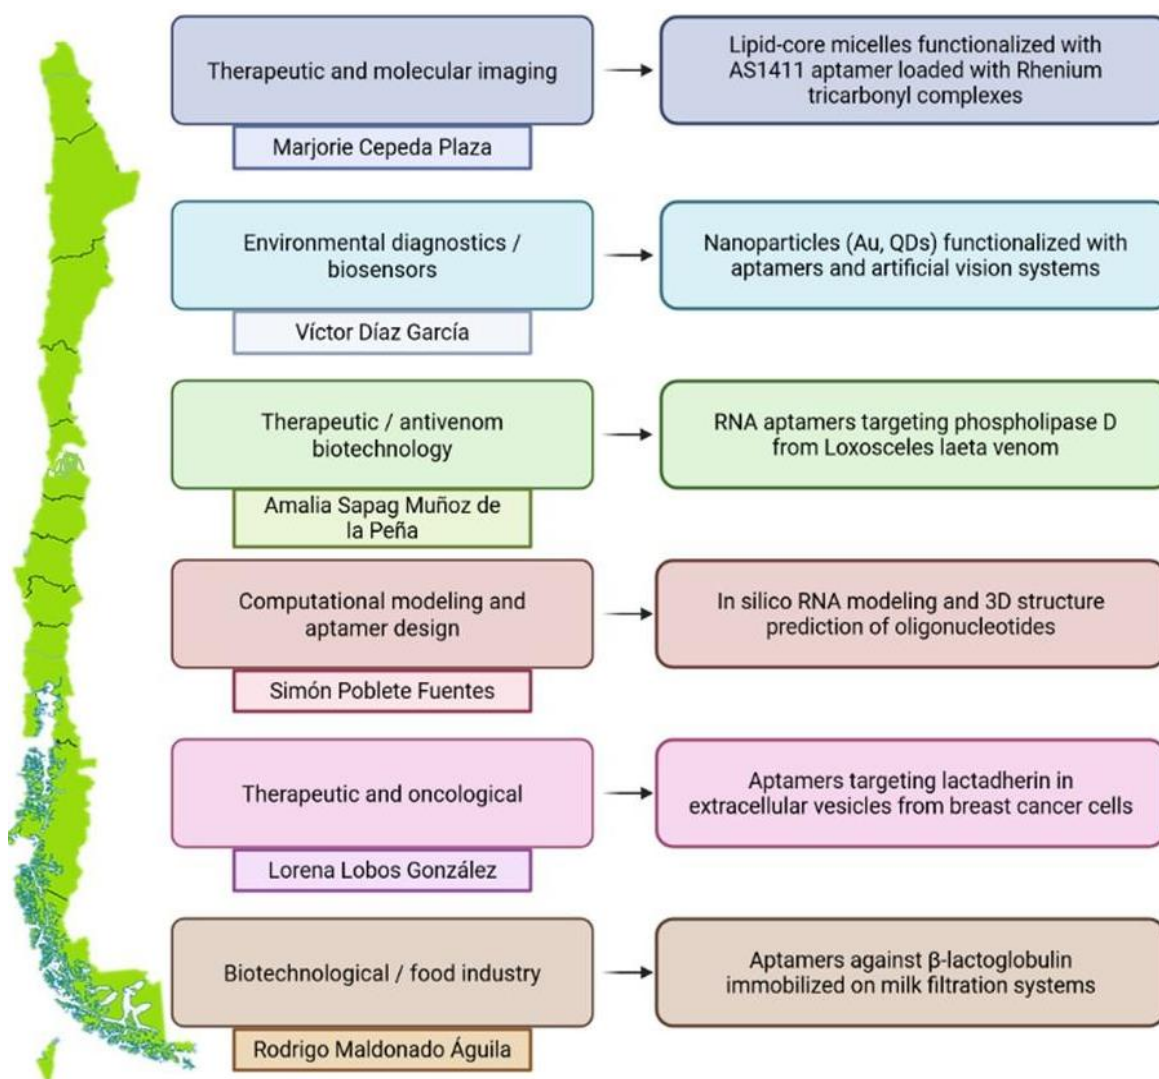 Therapeutic and molecular imaging
Marjorie Cepeda Plaza
Lipid-core micelles functionalized with
AS1411 aptamer loaded with Rhenium
tricarbonyl complexes
Environmental diagnostics /
biosensors
Víctor Díaz García
Nanoparticles (Au, QDs) functionalized with
aptamers and artificial vision systems
Therapeutic / antivenom
biotechnology
Amalia Sapag Muñoz de
la Peña
RNA aptamers targeting phospholipase D
from Loxosceles laeta venom
Computational modeling and
aptamer design
Simón Poblete Fuentes
In silico RNA modeling and 3D structure
prediction of oligonucleotides
Therapeutic and oncological
Lorena Lobos González
Aptamers targeting lactadherin in
extracellular vesicles from breast cancer cells
Biotechnological / food industry
Rodrigo Maldonado Águila
Aptamers against β-lactoglobulin
immobilized on milk filtration systems